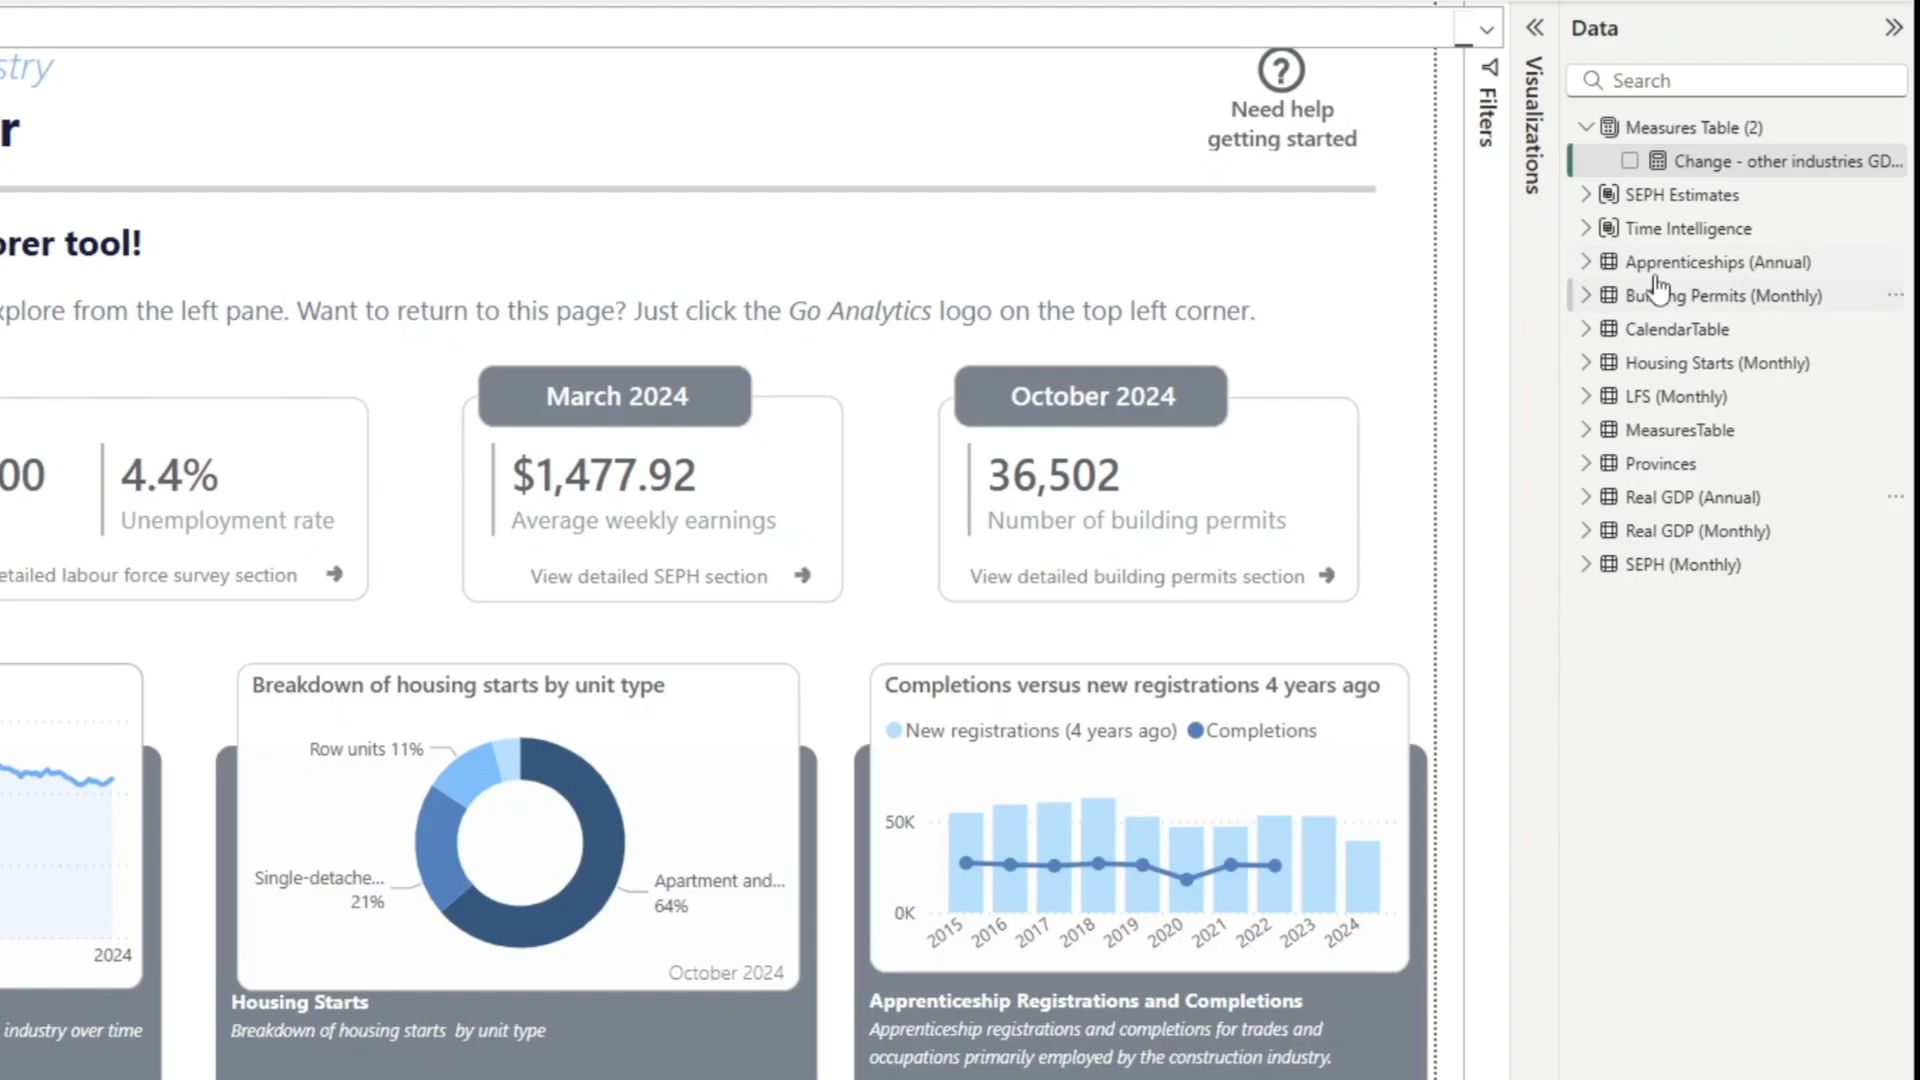 stry
r
Need help
getting started
orer tool!
xplore from the left pane. Want to return to this page? Just click the Go Analytics logo on the top left corner.
00
4.4%
Unemployment rate
etailed labour force survey section
March 2024
$1,477.92
Average weekly earnings
View detailed SEPH section
October 2024
36,502
Number of building permits
View detailed building permits section
2024
industry over time
Breakdown of housing starts by unit type
Row units 11%
Single-detache...
21%
Apartment and...
64%
October 2024
Housing Starts
Breakdown of housing starts by unit type
Completions versus new registrations 4 years ago
New registrations (4 years ago) Completions
50K
0K
2015 2016 2017 2018 2019 2020 2021 2022 2023 2024
Apprenticeship Registrations and Completions
Apprenticeship registrations and completions for trades and
occupations primarily employed by the construction industry.
Filters
Visualizations
Data
Search
Measures Table (2)
Change - other industries GD...
SEPH Estimates
Time Intelligence
Apprenticeships (Annual)
Building Permits (Monthly)
CalendarTable
Housing Starts (Monthly)
LFS (Monthly)
MeasuresTable
Provinces
Real GDP (Annual)
Real GDP (Monthly)
SEPH (Monthly)